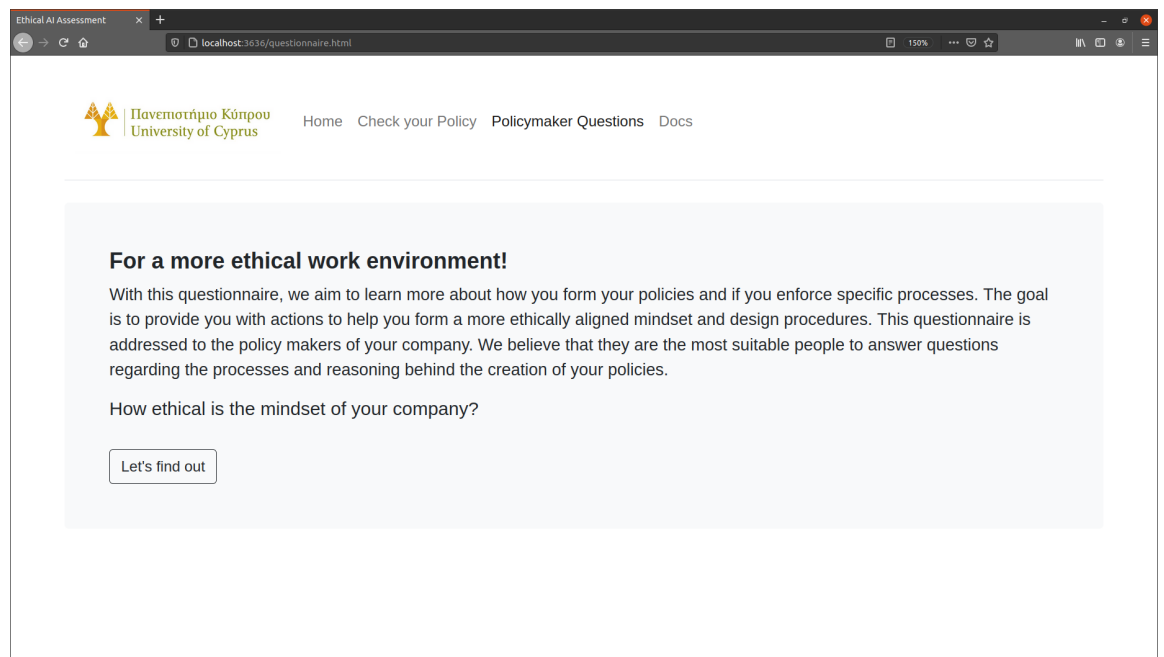 Ethical AI Assessment
localhost:3636/questionnaire.html
150%
Πανεπιστήμιο Κύπρου
University of Cyprus
Home Check your Policy Policymaker Questions Docs
For a more ethical work environment!
With this questionnaire, we aim to learn more about how you form your policies and if you enforce specific processes. The goal
is to provide you with actions to help you form a more ethically aligned mindset and design procedures. This questionnaire is
addressed to the policy makers of your company. We believe that they are the most suitable people to answer questions
regarding the processes and reasoning behind the creation of your policies.
How ethical is the mindset of your company?
Let's find out